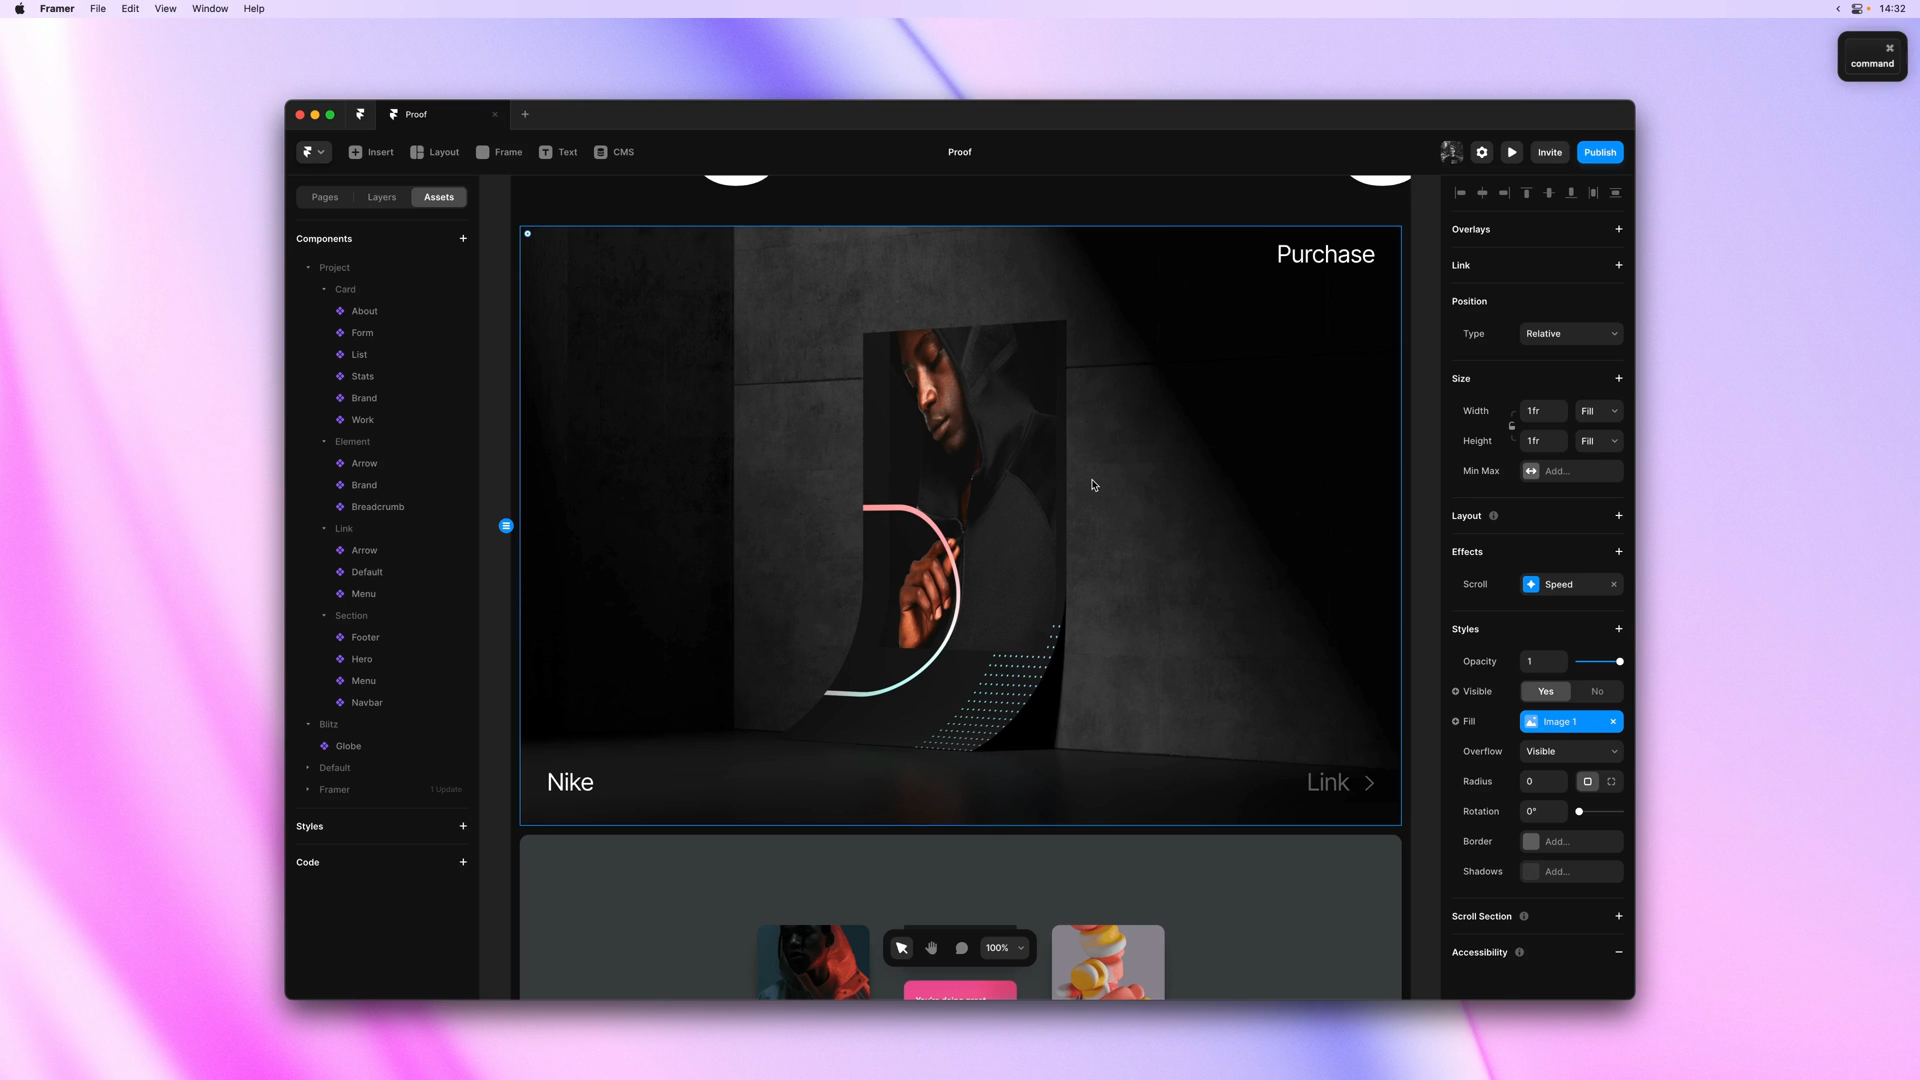 Framer File Edit View Window Help 14:32
⌘
command
Proof
Insert Layout Frame Text CMS Proof Invite Publish
Pages Layers Assets
Components
Project
Card
About
Form
List
Stats
Brand
Work
Element
Arrow
Brand
Breadcrumb
Link
Arrow
Default
Menu
Section
Footer
Hero
Menu
Navbar
Blitz
Globe
Default
Framer 1 Update
Styles
Code
Purchase
Nike
Link
100%
You're doing great
Overlays
Link
Position
Type Relative
Size
Width 1fr Fill
Height 1fr Fill
Min Max Add...
Layout
Effects
Scroll Speed
Styles
Opacity 1
Visible Yes No
Fill Image 1
Overflow Visible
Radius 0
Rotation 0°
Border Add...
Shadows Add...
Scroll Section
Accessibility